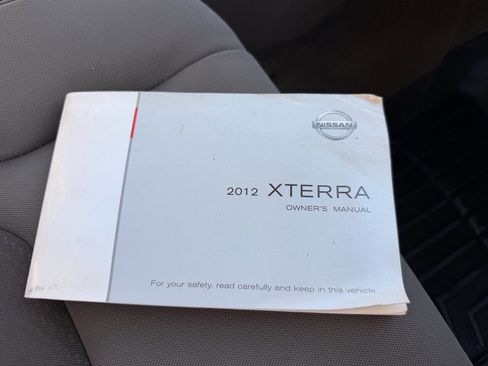 NISSAN
2012 XTERRA
OWNER'S MANUAL
For your safety, read carefully and keep in this vehicle.